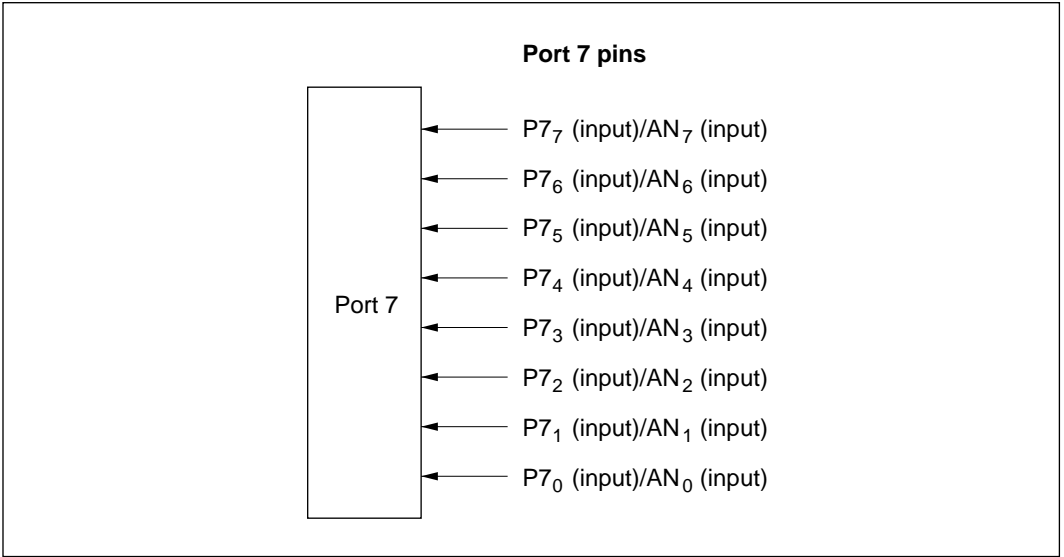 Port 7 pins
P7₇ (input)/AN₇ (input)
P7₆ (input)/AN₆ (input)
P7₅ (input)/AN₅ (input)
P7₄ (input)/AN₄ (input)
Port 7
P7₃ (input)/AN₃ (input)
P7₂ (input)/AN₂ (input)
P7₁ (input)/AN₁ (input)
P7₀ (input)/AN₀ (input)